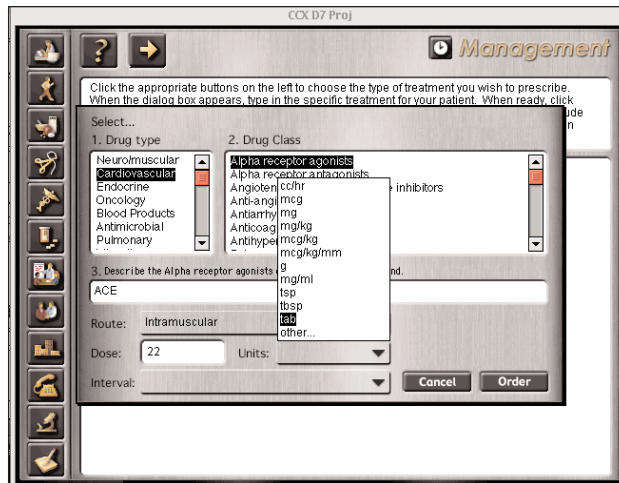 CCX D7 Proj
?
Management
Click the appropriate buttons on the left to choose the type of treatment you wish to prescribe.
When the dialog box appears, type in the specific treatment for your patient. When ready, click
ude
n
Select...
1. Drug type
2. Drug Class
Neuro/muscular
Cardiovascular
Endocrine
Oncology
Blood Products
Antimicrobial
Pulmonary
Alpha receptor agonists
Alpha receptor antagonists
Angioten
e inhibitors
Anti-angi
Antiarrhy
Anticoag
Antihyper
cc/hr
mcg
mg
mg/kg
mcg/kg
mcg/kg/mm
g
mg/ml
tsp
tbsp
tab
other...
3. Describe the Alpha receptor agonists
nd.
ACE
Route: Intramuscular
Dose: 22 Units:
Interval:
Cancel Order